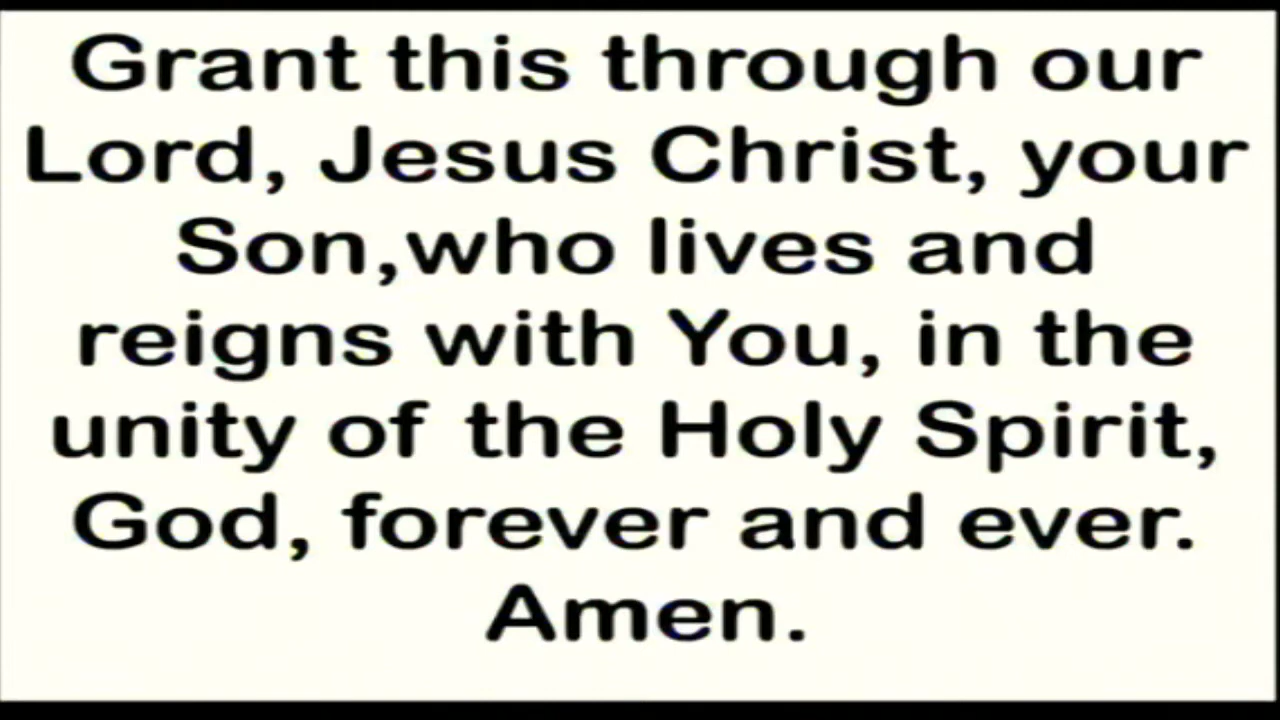 Grant this through our
Lord, Jesus Christ, your
Son,who lives and
reigns with You, in the
unity of the Holy Spirit,
God, forever and ever.
Amen.